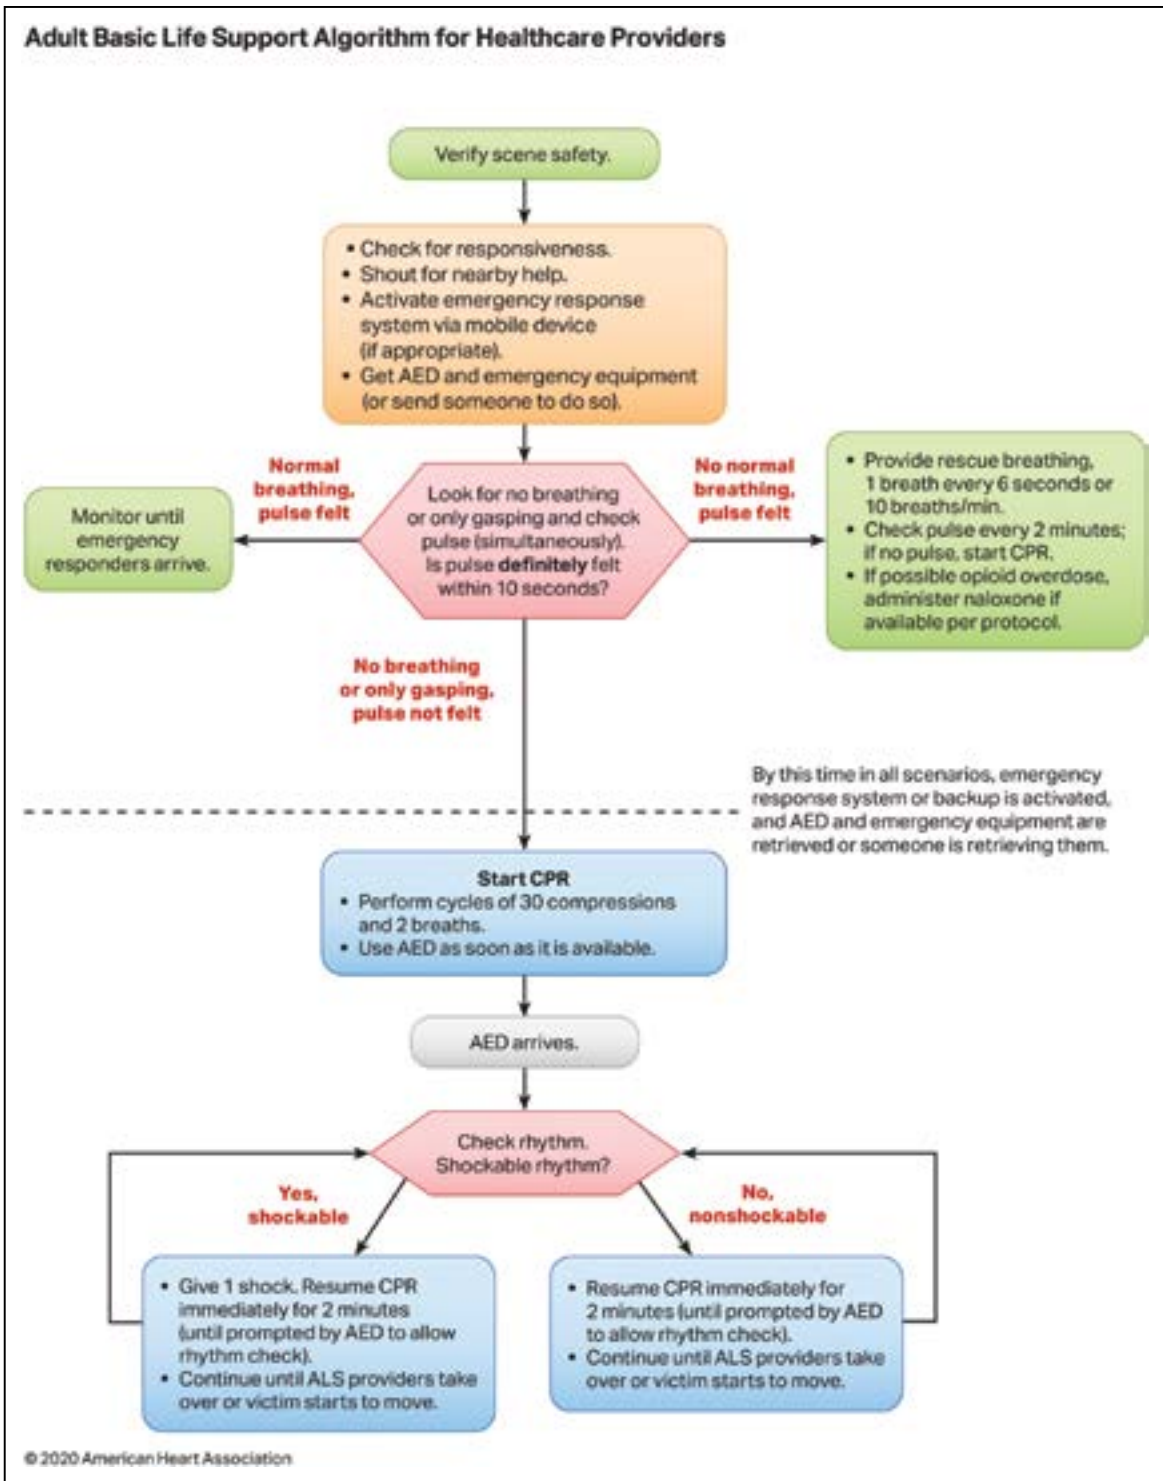 Adult Basic Life Support Algorithm for Healthcare Providers
Verify scene safety.
• Check for responsiveness.
• Shout for nearby help.
• Activate emergency response
system via mobile device
(if appropriate).
• Get AED and emergency equipment
(or send someone to do so).
Normal
breathing,
pulse felt
Monitor until
emergency
responders arrive.
Look for no breathing
or only gasping and check
pulse (simultaneously).
Is pulse definitely felt
within 10 seconds?
No normal
breathing,
pulse felt
• Provide rescue breathing,
1 breath every 6 seconds or
10 breaths/min.
• Check pulse every 2 minutes;
if no pulse, start CPR.
• If possible opioid overdose,
administer naloxone if
available per protocol.
No breathing
or only gasping,
pulse not felt
By this time in all scenarios, emergency
response system or backup is activated,
and AED and emergency equipment are
retrieved or someone is retrieving them.
Start CPR
• Perform cycles of 30 compressions
and 2 breaths.
• Use AED as soon as it is available.
AED arrives.
Check rhythm.
Shockable rhythm?
Yes,
shockable
No,
nonshockable
• Give 1 shock. Resume CPR
immediately for 2 minutes
(until prompted by AED to allow
rhythm check).
• Continue until ALS providers take
over or victim starts to move.
• Resume CPR immediately for
2 minutes (until prompted by AED
to allow rhythm check).
• Continue until ALS providers take
over or victim starts to move.
© 2020 American Heart Association